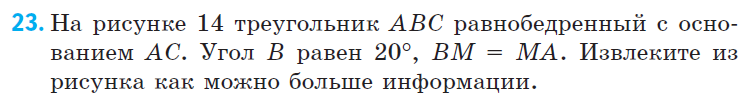 23. На рисунке 14 треугольник ABC равнобедренный с осно-
ванием AC. Угол B равен 20°, BM = MA. Извлеките из
рисунка как можно больше информации.